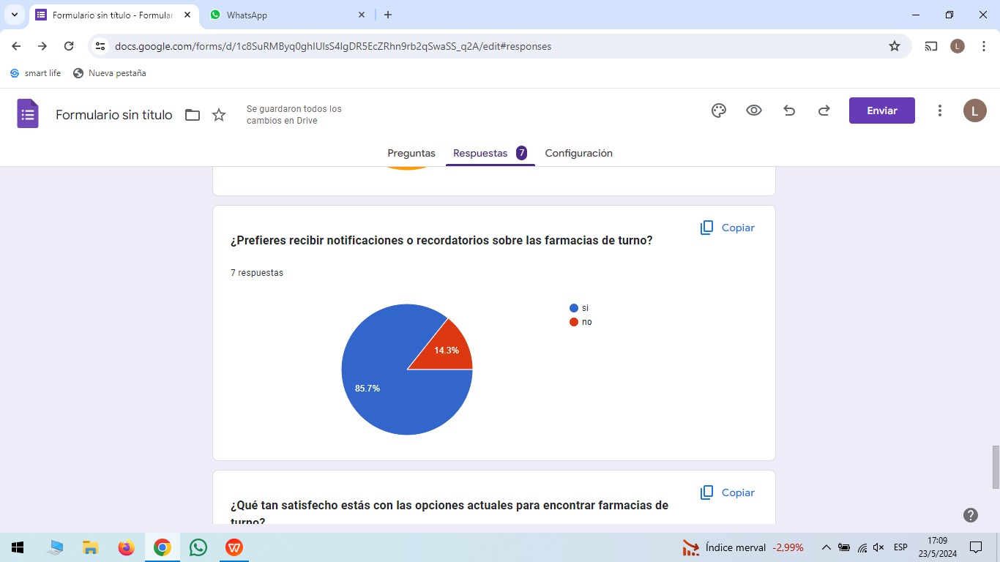 Formulario sin título - Formular
WhatsApp
docs.google.com/forms/d/1c8SuRMByq0ghlUlsS4lgDR5EcZRhn9rb2qSwaSS_q2A/edit#responses
L
smart life
Nueva pestaña
Formulario sin título
Se guardaron todos los
cambios en Drive
Enviar
L
Preguntas
Respuestas 7
Configuración
Copiar
¿Prefieres recibir notificaciones o recordatorios sobre las farmacias de turno?
7 respuestas
si
no
14.3%
85.7%
Copiar
¿Qué tan satisfecho estás con las opciones actuales para encontrar farmacias de
turno?
Índice merval -2,99%
ESP
17:09
23/5/2024